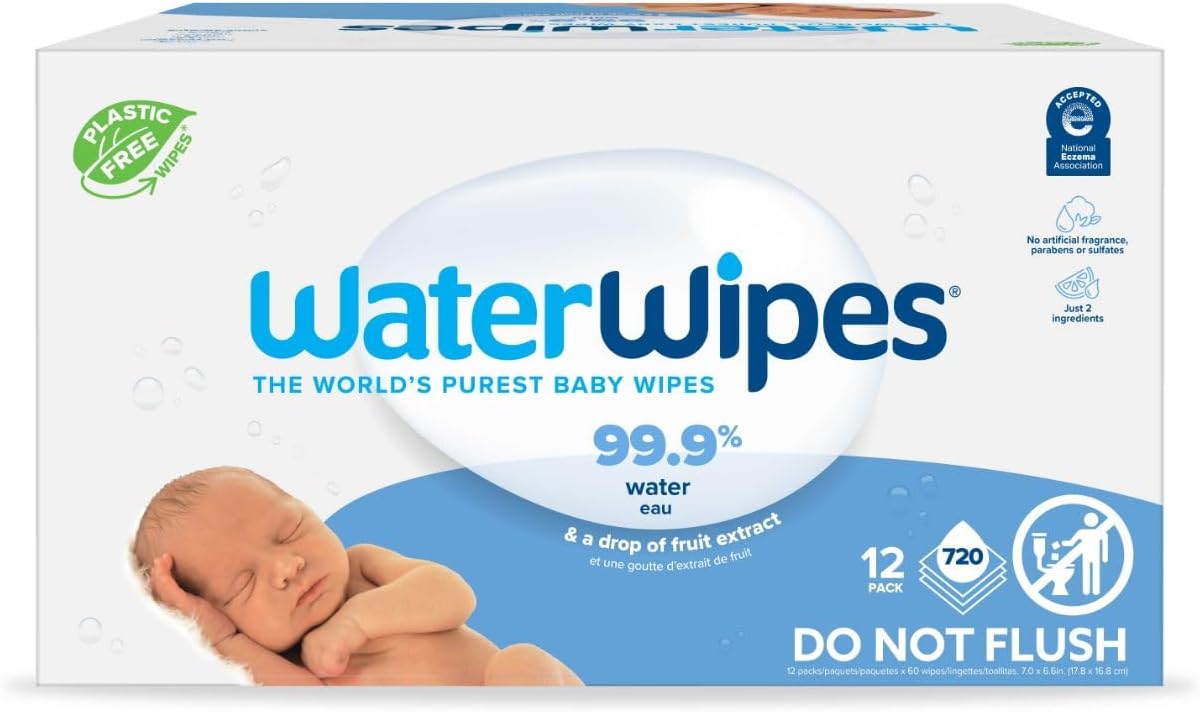 waterwipes
PLASTIC
FREE
WIPES*
ACCEPTED
National
Eczema
Association
No artificial fragrance,
parabens or sulfates
Just 2
ingredients
waterwipes®
THE WORLD'S PUREST BABY WIPES
99.9%
water
eau
& a drop of fruit extract
et une goutte d'extrait de fruit
12
PACK
720
DO NOT FLUSH
12 packs/paquets/paquetes x 60 wipes/lingettes/toallitas. 7.0 x 6.6in. (17.8 x 16.8 cm)